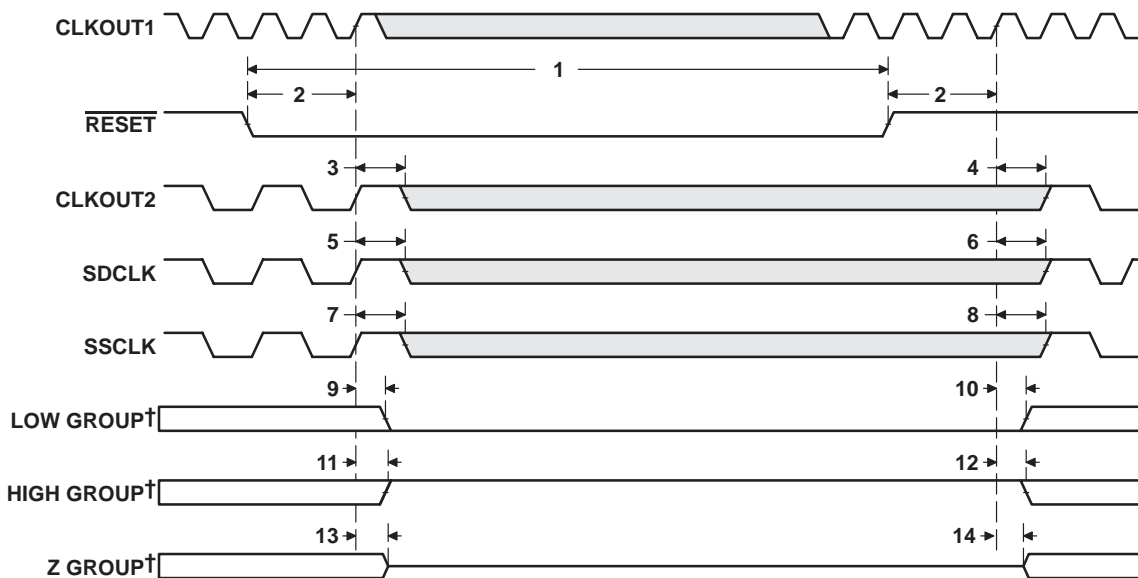 CLKOUT1
1
2 2
RESET
3 4
CLKOUT2
5 6
SDCLK
7 8
SSCLK
9 10
LOW GROUP†
11 12
HIGH GROUP†
13 14
Z GROUP†